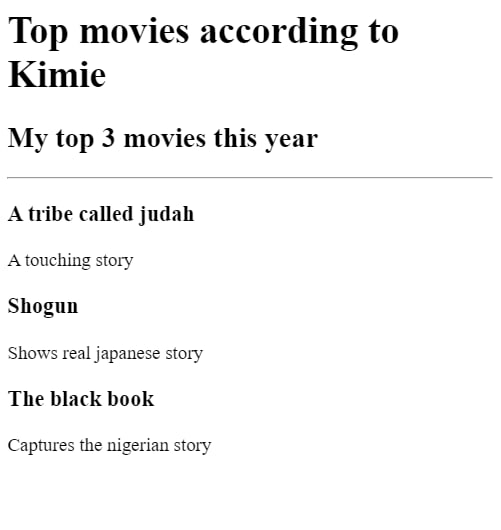 Top movies according to
Kimie
My top 3 movies this year
A tribe called judah
A touching story
Shogun
Shows real japanese story
The black book
Captures the nigerian story